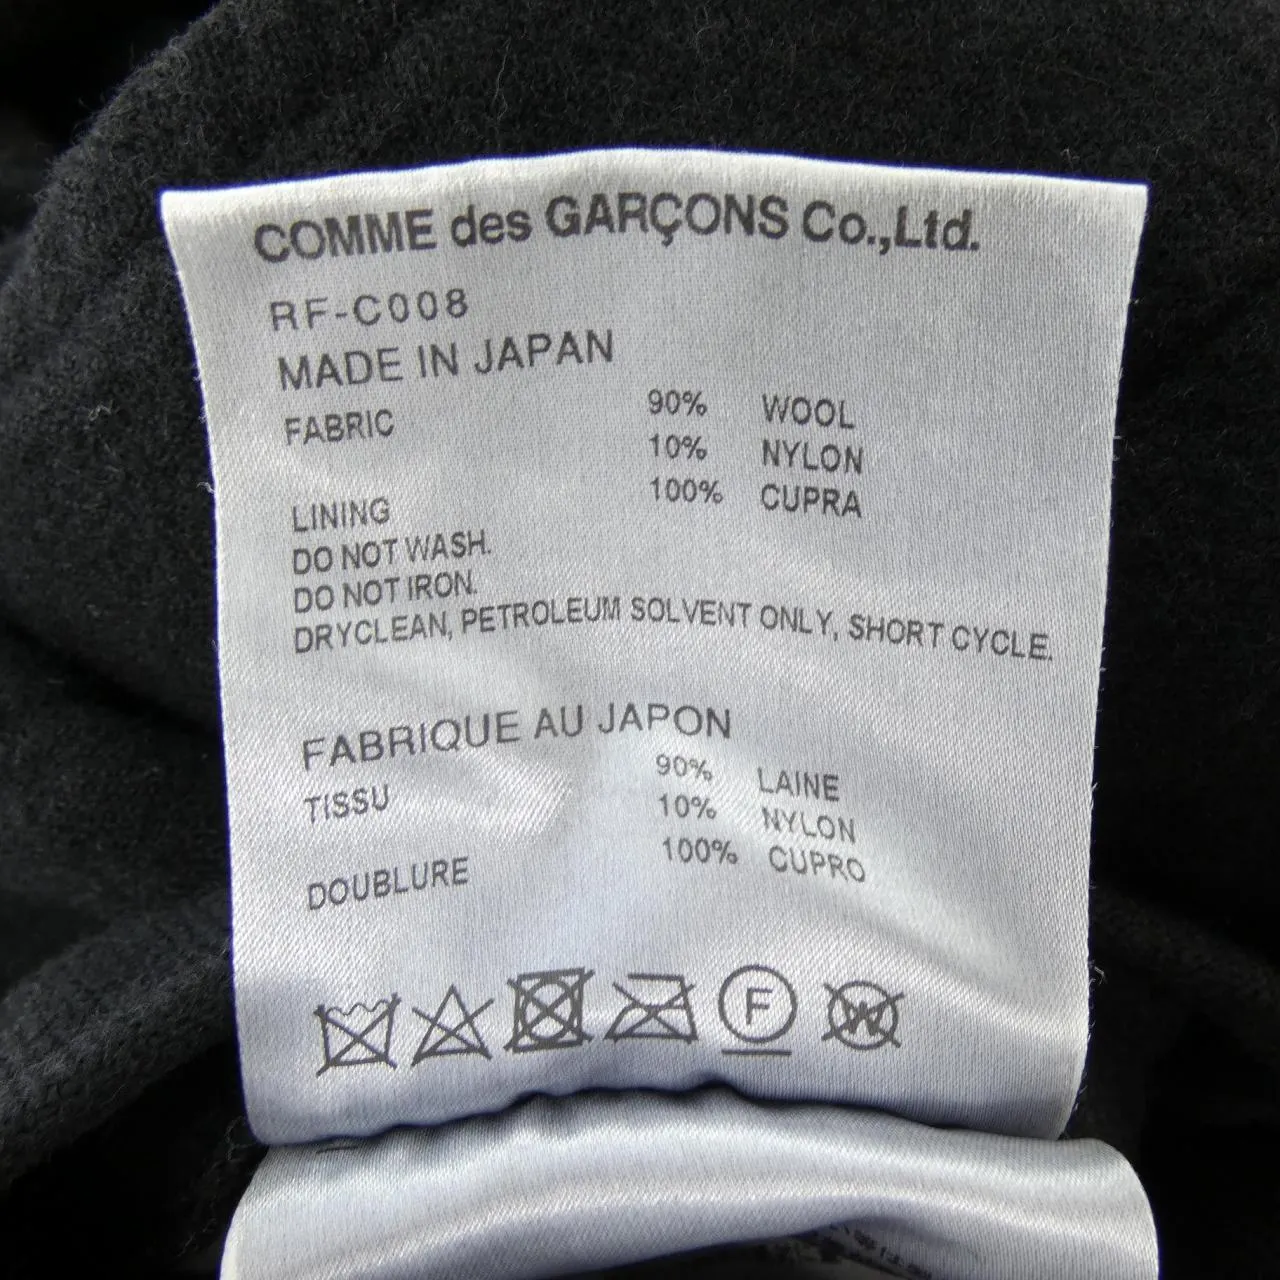 COMME des GARÇONS Co.,Ltd.
RF-C008
MADE IN JAPAN
FABRIC 90% WOOL
10% NYLON
LINING 100% CUPRA
DO NOT WASH.
DO NOT IRON.
DRYCLEAN, PETROLEUM SOLVENT ONLY, SHORT CYCLE.
FABRIQUE AU JAPON
TISSU 90% LAINE
10% NYLON
DOUBLURE 100% CUPRO
F W